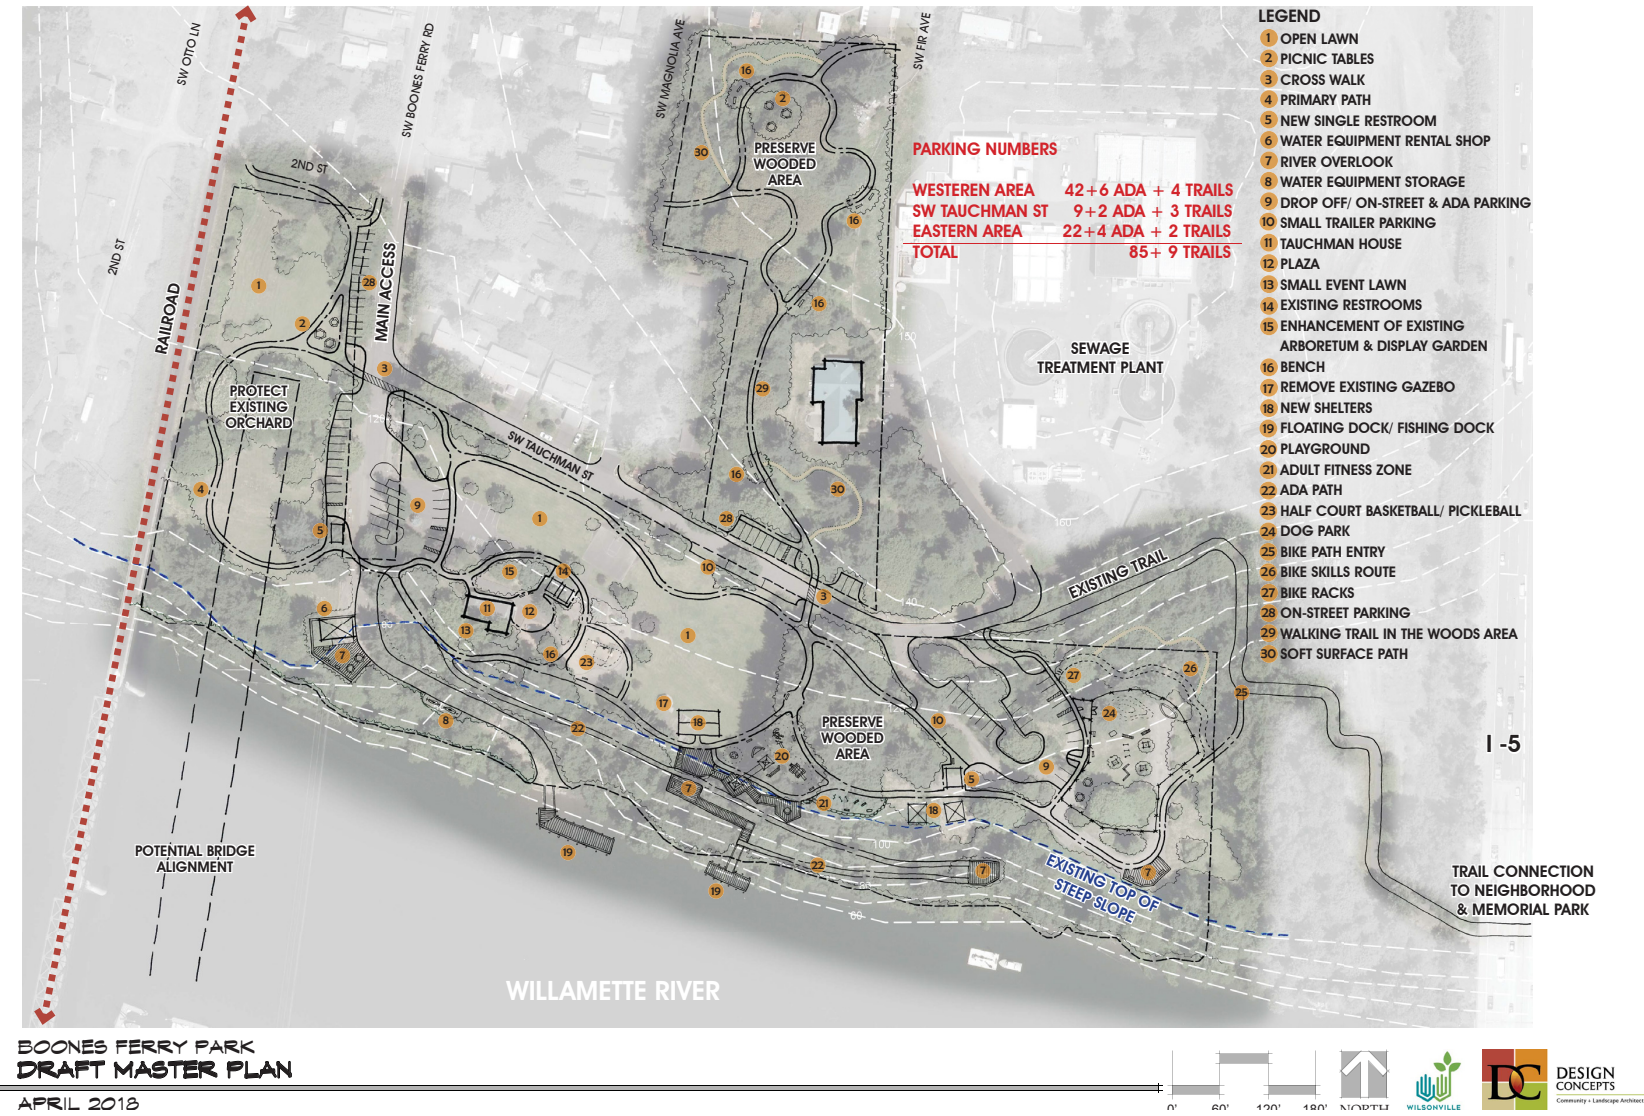 SW OTTO LN
SW BOONES FERRY RD
SW MAGNOLIA AVE
SW FIR AVE
2ND ST
2ND ST
RAILROAD
MAIN ACCESS
SW TAUCHMAN ST
PRESERVE
WOODED
AREA
PROTECT
EXISTING
ORCHARD
PARKING NUMBERS
WESTEREN AREA 42+6 ADA + 4 TRAILS
SW TAUCHMAN ST 9+2 ADA + 3 TRAILS
EASTERN AREA 22+4 ADA + 2 TRAILS
TOTAL 85+ 9 TRAILS
SEWAGE
TREATMENT PLANT
EXISTING TRAIL
PRESERVE
WOODED
AREA
I -5
POTENTIAL BRIDGE
ALIGNMENT
EXISTING TOP OF
STEEP SLOPE
TRAIL CONNECTION
TO NEIGHBORHOOD
& MEMORIAL PARK
WILLAMETTE RIVER
150
160
140
100
60
LEGEND
1 OPEN LAWN
2 PICNIC TABLES
3 CROSS WALK
4 PRIMARY PATH
5 NEW SINGLE RESTROOM
6 WATER EQUIPMENT RENTAL SHOP
7 RIVER OVERLOOK
8 WATER EQUIPMENT STORAGE
9 DROP OFF/ ON-STREET & ADA PARKING
10 SMALL TRAILER PARKING
11 TAUCHMAN HOUSE
12 PLAZA
13 SMALL EVENT LAWN
14 EXISTING RESTROOMS
15 ENHANCEMENT OF EXISTING
ARBORETUM & DISPLAY GARDEN
16 BENCH
17 REMOVE EXISTING GAZEBO
18 NEW SHELTERS
19 FLOATING DOCK/ FISHING DOCK
20 PLAYGROUND
21 ADULT FITNESS ZONE
22 ADA PATH
23 HALF COURT BASKETBALL/ PICKLEBALL
24 DOG PARK
25 BIKE PATH ENTRY
26 BIKE SKILLS ROUTE
27 BIKE RACKS
28 ON-STREET PARKING
29 WALKING TRAIL IN THE WOODS AREA
30 SOFT SURFACE PATH
BOONES FERRY PARK
DRAFT MASTER PLAN
APRIL 2018
0' 60' 120' 180' NORTH
WILSONVILLE
DC
DESIGN
CONCEPTS
Community + Landscape Architects